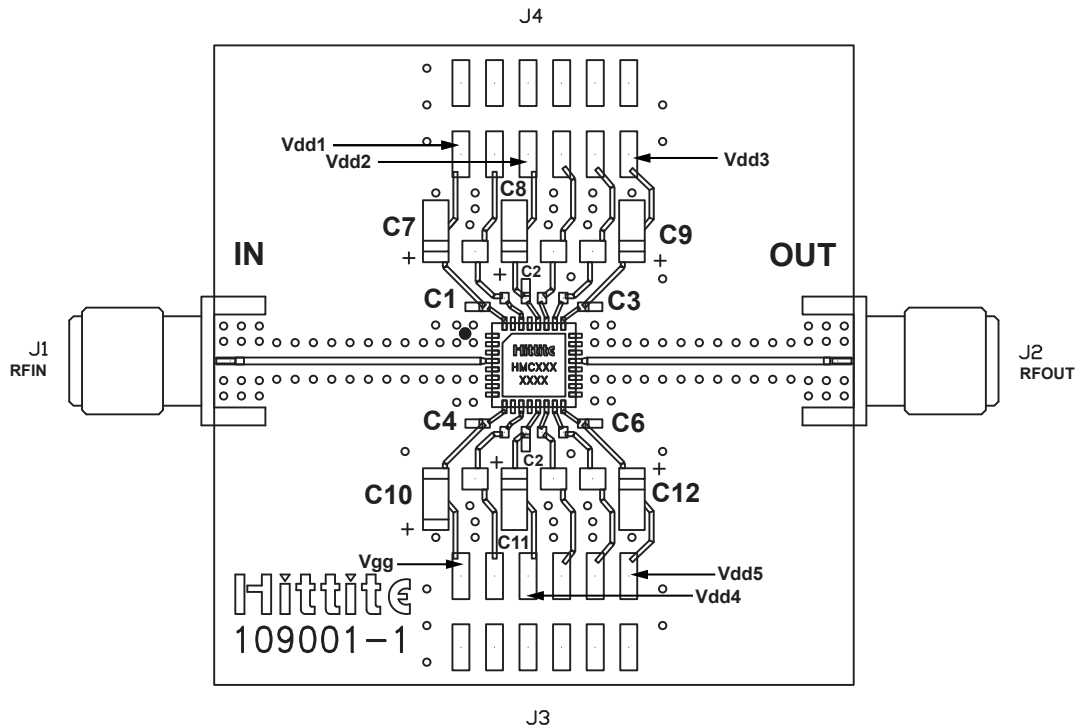 J4
Vdd1
Vdd2
Vdd3
C8
C7
C9
+
+
IN
OUT
+
C2
C1
C3
J1
RFIN
Hittite
HMCXXX
XXXX
J2
RFOUT
C4
C6
+
C2
+
C10
C12
+
C11
Vgg
Vdd5
Vdd4
Hittite
109001-1
J3